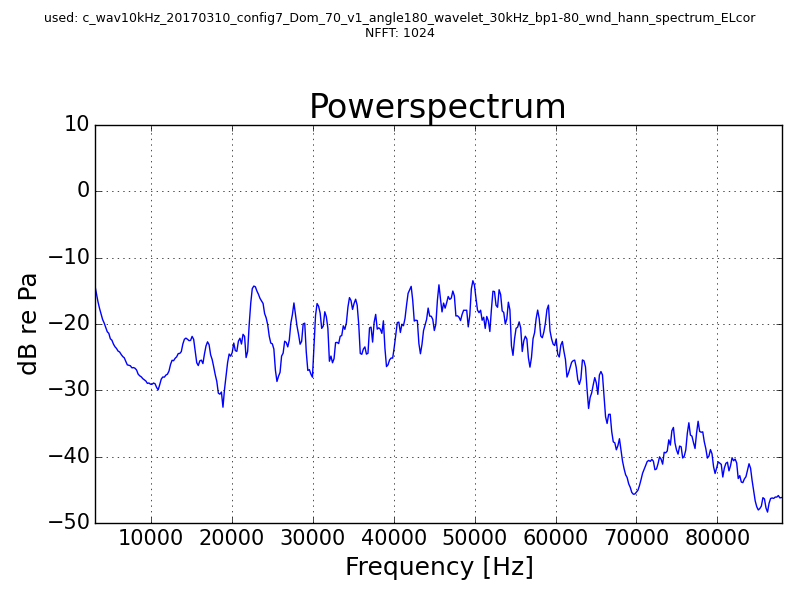 used: c_wav10kHz_20170310_config7_Dom_70_v1_angle180_wavelet_30kHz_bp1-80_wnd_hann_spectrum_ELcor
NFFT: 1024
Powerspectrum
10
0
−10
−20
−30
−40
−50
dB re Pa
10000 20000 30000 40000 50000 60000 70000 80000
Frequency [Hz]